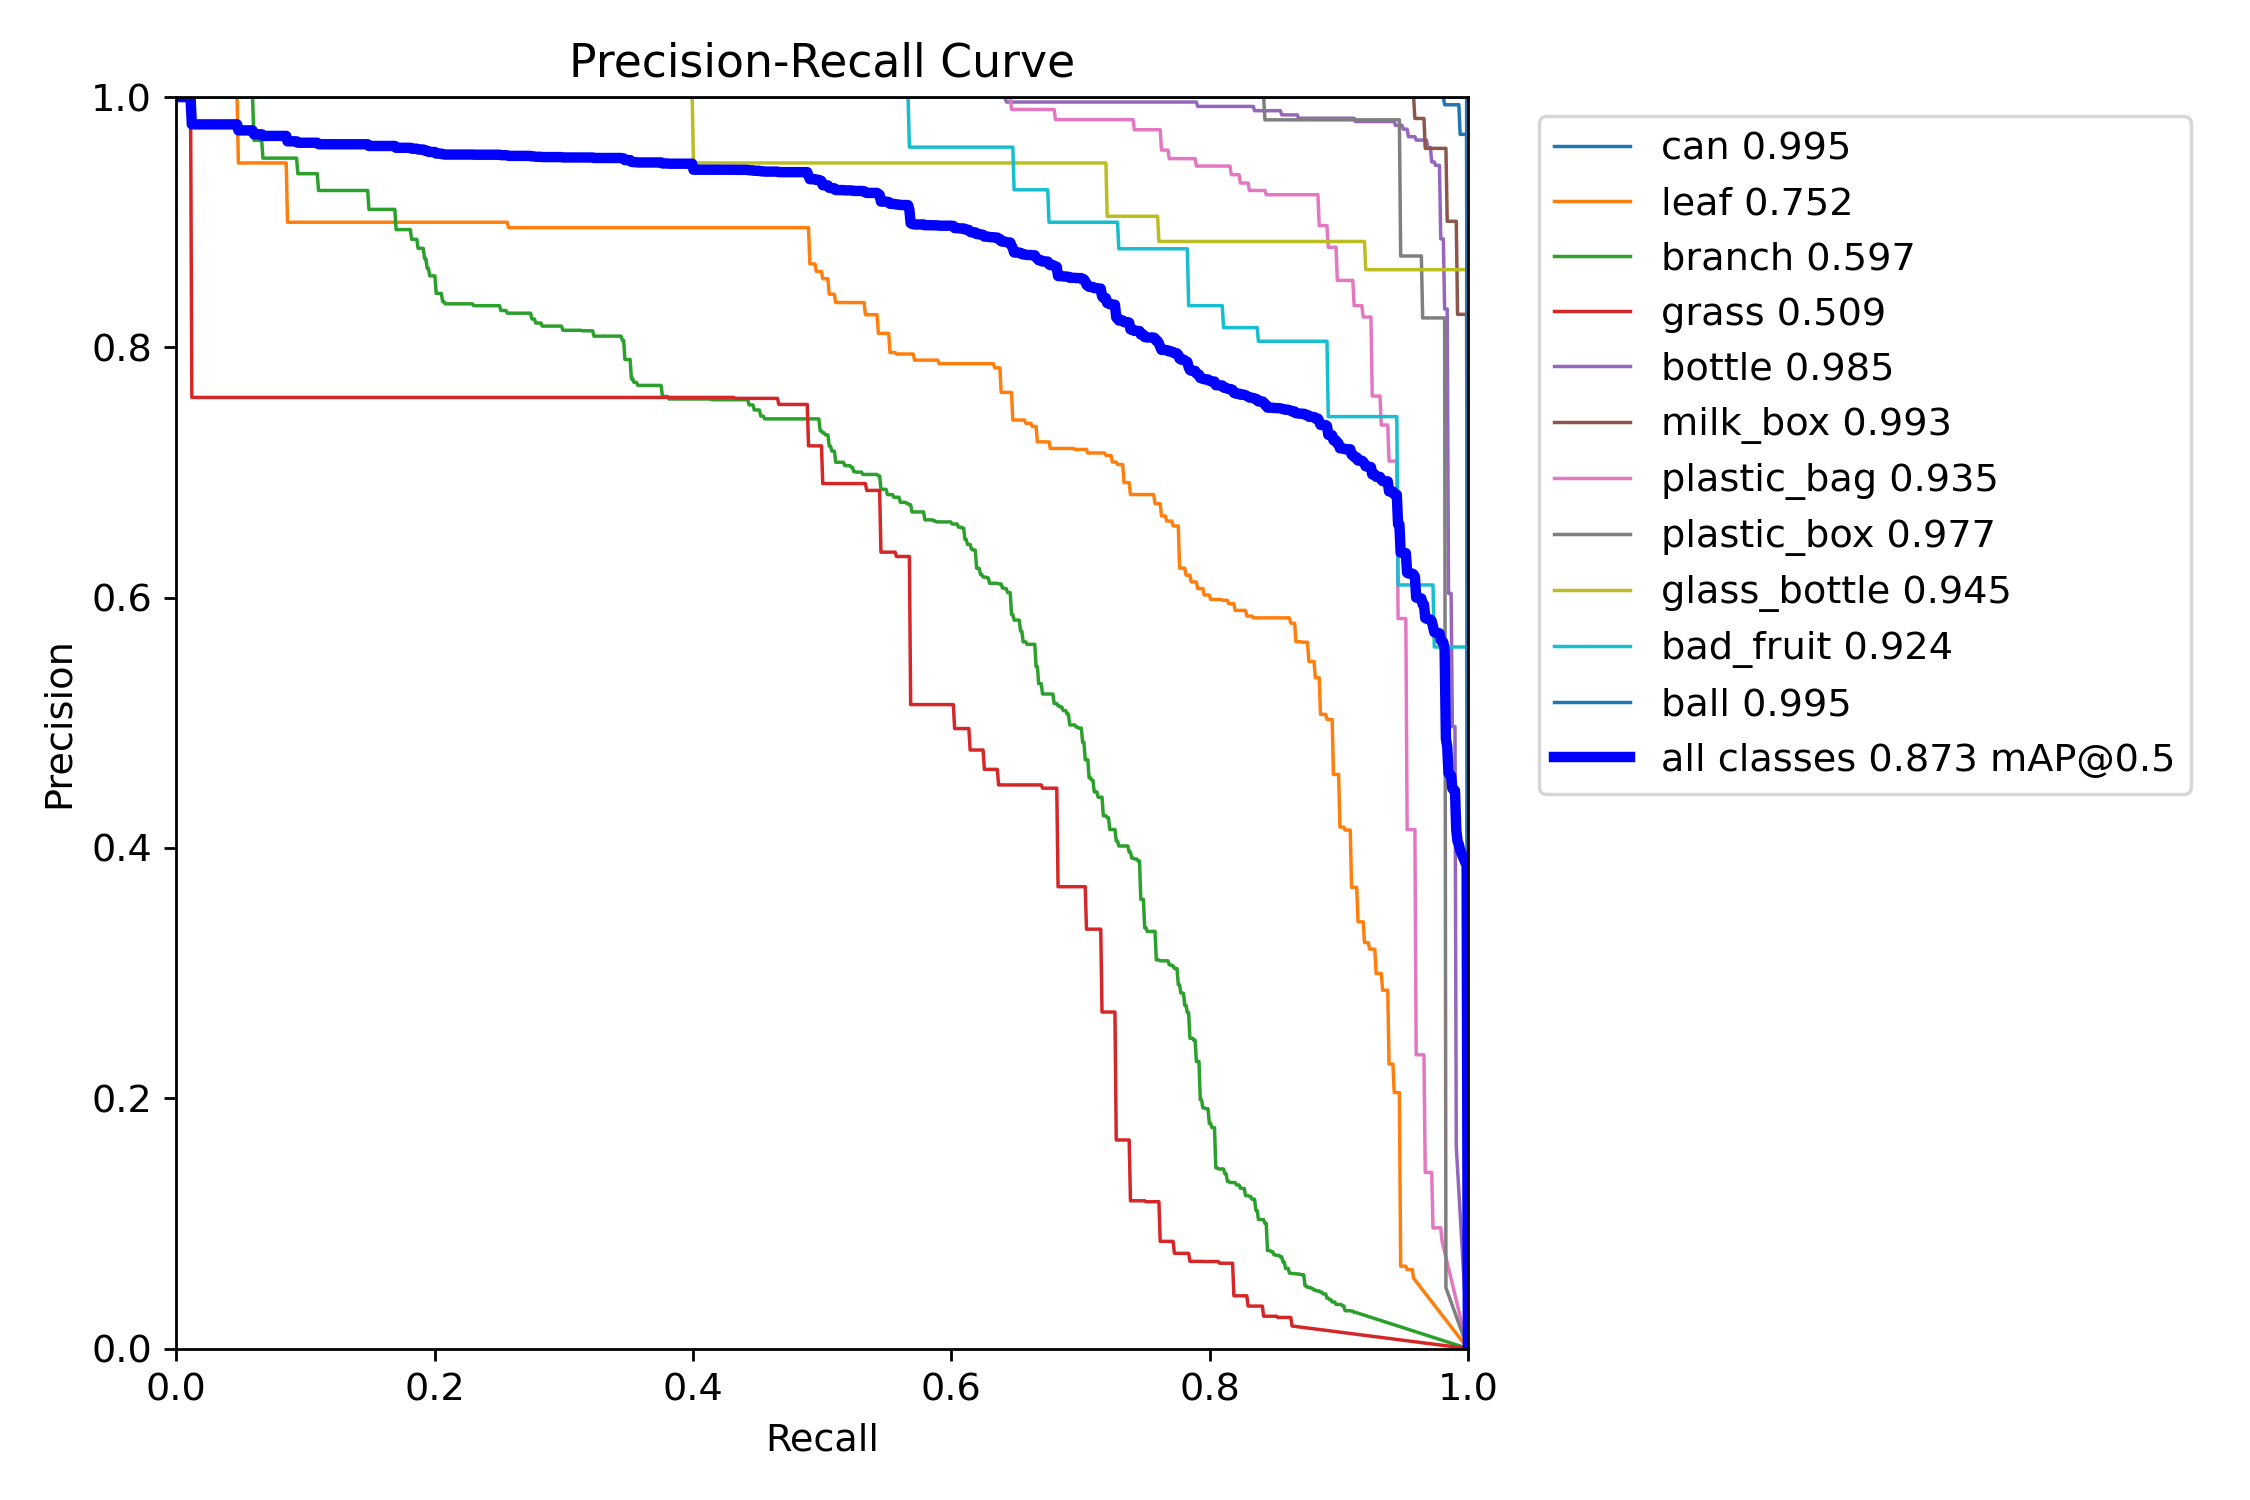 Precision-Recall Curve
1.0
0.8
0.6
0.4
0.2
0.0
Precision
0.0 0.2 0.4 0.6 0.8 1.0
Recall
can 0.995
leaf 0.752
branch 0.597
grass 0.509
bottle 0.985
milk_box 0.993
plastic_bag 0.935
plastic_box 0.977
glass_bottle 0.945
bad_fruit 0.924
ball 0.995
all classes 0.873 mAP@0.5